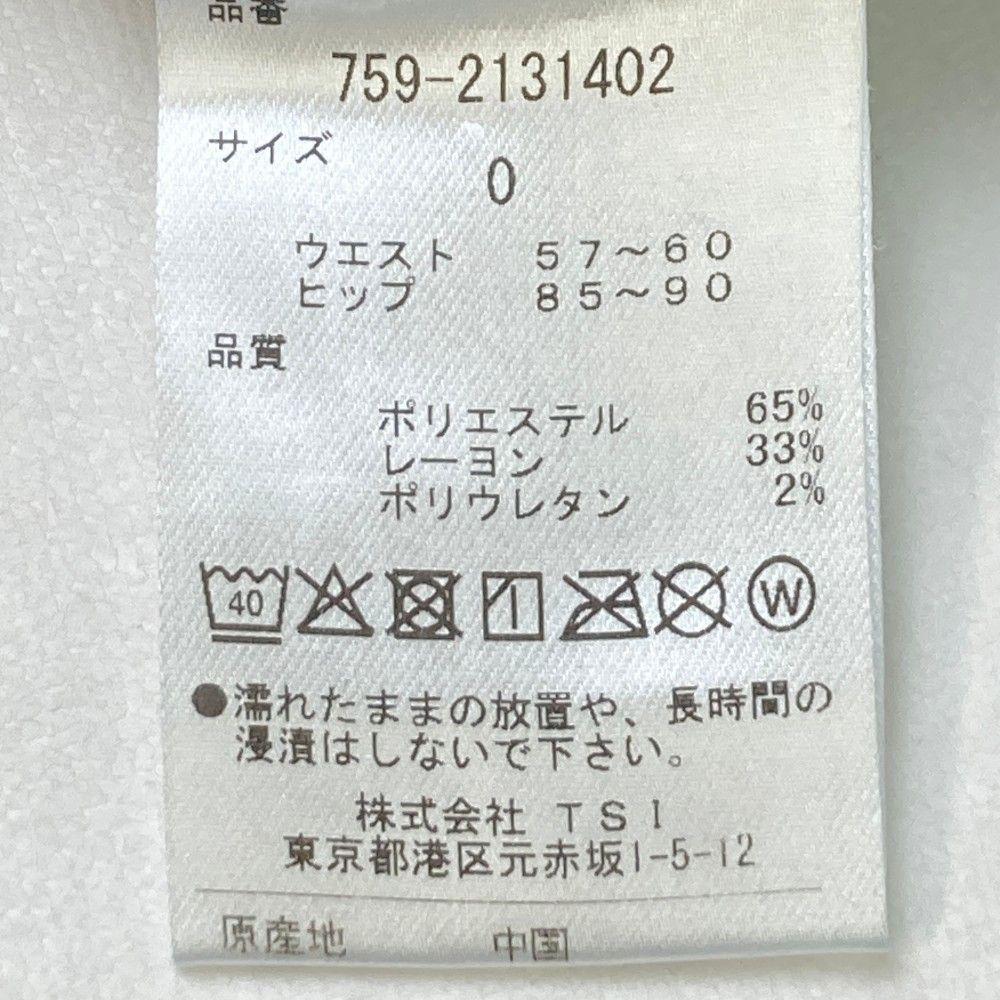 品番
759-2131402
サイズ
0
ウエスト 57～60
ヒップ 85～90
品質
ポリエステル 65%
レーヨン 33%
ポリウレタン 2%
40 W
●濡れたままの放置や、長時間の
浸漬はしないで下さい。
株式会社 TSI
東京都港区元赤坂1-5-12
原産地 中国